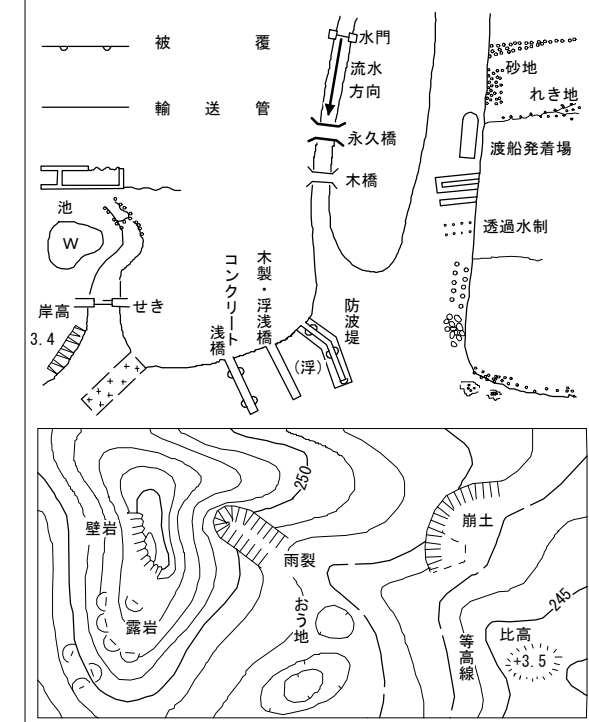 被覆
輸送管
水門
流水
方向
永久橋
木橋
砂地
れき地
渡船発着場
透過水制
池
W
岸高
3.4
せき
コンクリート
浅橋
木製・浮浅橋
(浮)
防波堤
250
壁岩
露岩
雨裂
おう地
崩土
等高線
245
比高
+3.5